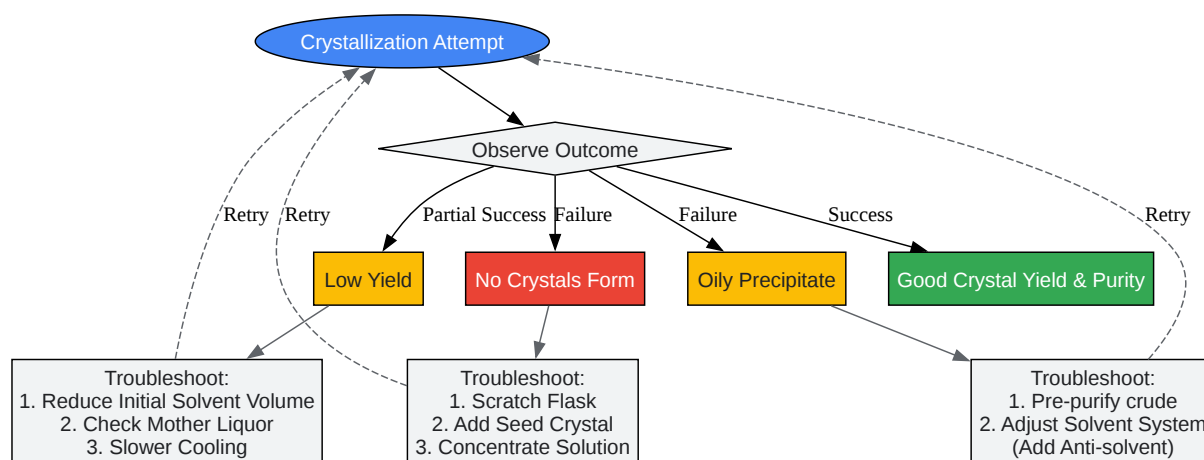 Crystallization Attempt
Observe Outcome
Retry
Retry
Partial Success
Failure
Failure
Success
Retry
Low Yield
No Crystals Form
Oily Precipitate
Good Crystal Yield & Purity
Troubleshoot:
1. Reduce Initial Solvent Volume
2. Check Mother Liquor
3. Slower Cooling
Troubleshoot:
1. Scratch Flask
2. Add Seed Crystal
3. Concentrate Solution
Troubleshoot:
1. Pre-purify crude
2. Adjust Solvent System
(Add Anti-solvent)